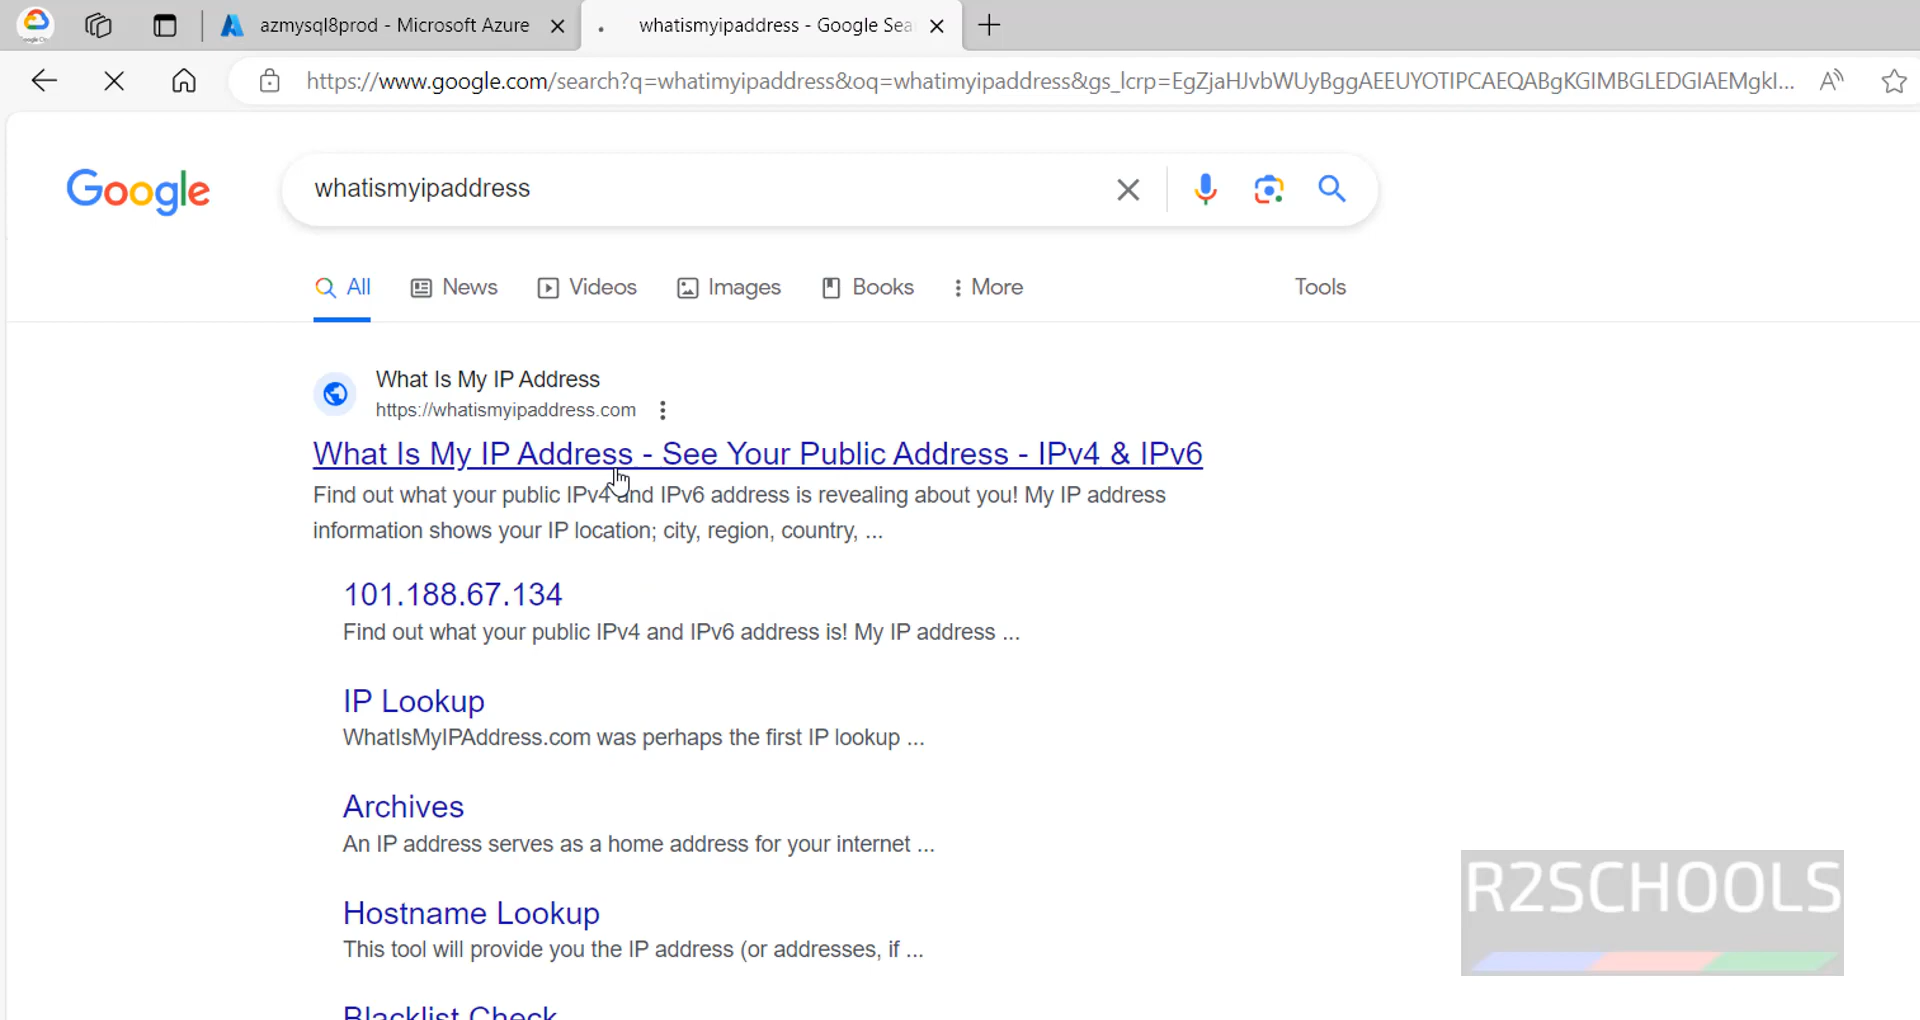 azmysql8prod - Microsoft Azure
whatismyipaddress - Google Sea
https://www.google.com/search?q=whatimyipaddress&oq=whatimyipaddress&gs_lcrp=EgZjaHJvbWUyBggAEEUYOTIPCAEQABgKGIMBGLEDGIAEMgkI...
Google
whatismyipaddress
All News Videos Images Books More Tools
What Is My IP Address
https://whatismyipaddress.com
What Is My IP Address - See Your Public Address - IPv4 & IPv6
Find out what your public IPv4 and IPv6 address is revealing about you! My IP address
information shows your IP location; city, region, country, ...
101.188.67.134
Find out what your public IPv4 and IPv6 address is! My IP address ...
IP Lookup
WhatIsMyIPAddress.com was perhaps the first IP lookup ...
Archives
An IP address serves as a home address for your internet ...
Hostname Lookup
This tool will provide you the IP address (or addresses, if ...
Blacklist Check
R2SCHOOLS